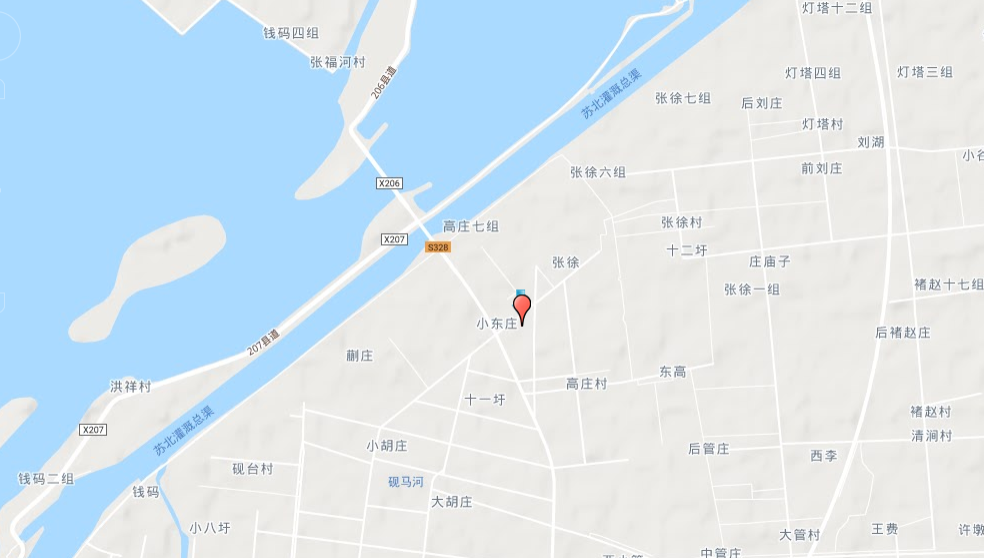 灯塔十二组
钱码四组
张福河村
206县道
灯塔四组
灯塔三组
苏北灌溉总渠
张徐七组
后刘庄
灯塔村
刘湖
小谷
张徐六组
前刘庄
X206
张徐村
高庄七组
X207
S328
十二圩
张徐
庄庙子
张徐一组
褚赵十七组
小东庄
后褚赵庄
207县道
蒯庄
东高
洪祥村
高庄村
十一圩
褚赵村
X207
苏北灌溉总渠
清涧村
小胡庄
后管庄
西李
砚台村
钱码二组
砚马河
钱码
大胡庄
小八圩
王费
大管村
中管庄